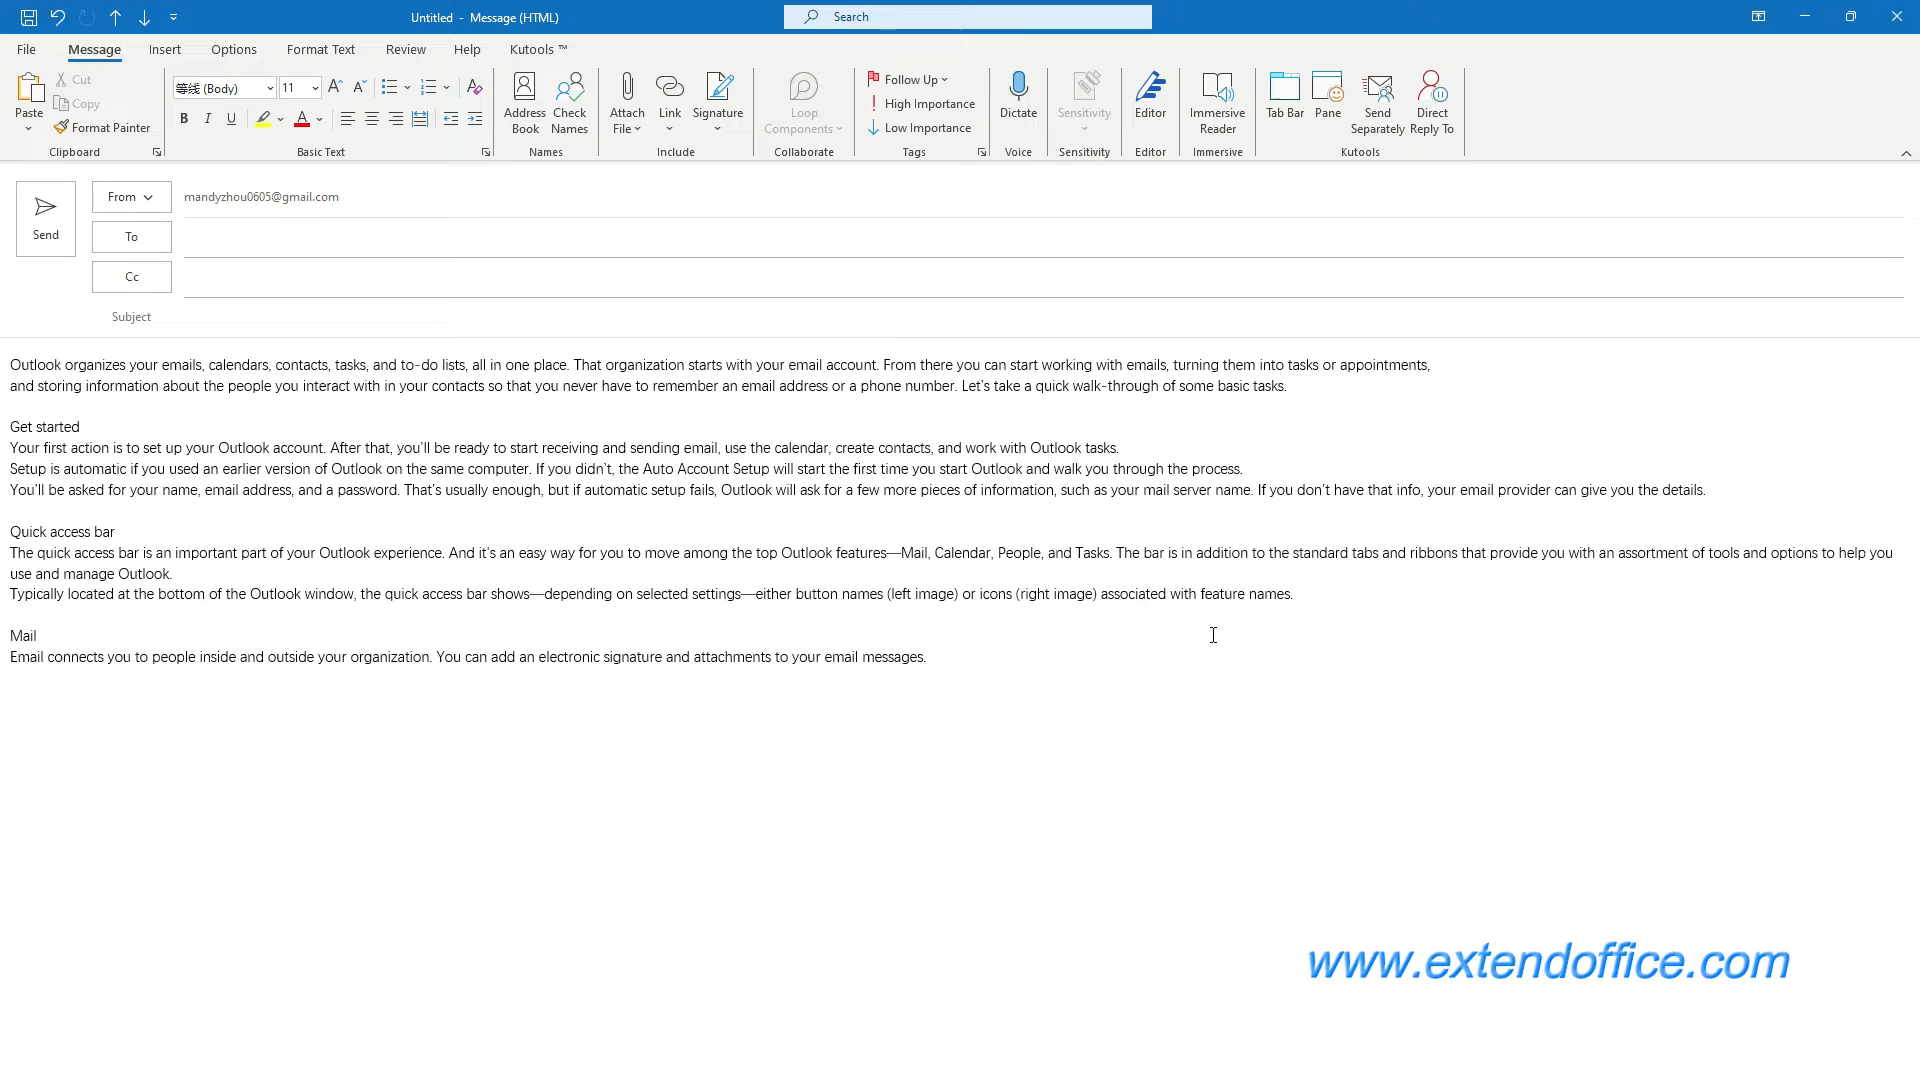 Untitled - Message (HTML)
Search
File Message Insert Options Format Text Review Help Kutools ™
Paste
Cut
Copy
Format Painter
Clipboard
等线 (Body) 11
B I U
A
Basic Text
Address Book
Check Names
Names
Attach File
Link
Signature
Include
Loop Components
Collaborate
Follow Up
High Importance
Low Importance
Tags
Dictate
Voice
Sensitivity
Sensitivity
Editor
Editor
Immersive Reader
Immersive
Tab Bar
Pane
Send Separately
Direct Reply To
Kutools
Send
From mandyzhou0605@gmail.com
To
Cc
Subject
Outlook organizes your emails, calendars, contacts, tasks, and to-do lists, all in one place. That organization starts with your email account. From there you can start working with emails, turning them into tasks or appointments,
and storing information about the people you interact with in your contacts so that you never have to remember an email address or a phone number. Let's take a quick walk-through of some basic tasks.
Get started
Your first action is to set up your Outlook account. After that, you'll be ready to start receiving and sending email, use the calendar, create contacts, and work with Outlook tasks.
Setup is automatic if you used an earlier version of Outlook on the same computer. If you didn't, the Auto Account Setup will start the first time you start Outlook and walk you through the process.
You'll be asked for your name, email address, and a password. That's usually enough, but if automatic setup fails, Outlook will ask for a few more pieces of information, such as your mail server name. If you don't have that info, your email provider can give you the details.
Quick access bar
The quick access bar is an important part of your Outlook experience. And it's an easy way for you to move among the top Outlook features—Mail, Calendar, People, and Tasks. The bar is in addition to the standard tabs and ribbons that provide you with an assortment of tools and options to help you
use and manage Outlook.
Typically located at the bottom of the Outlook window, the quick access bar shows—depending on selected settings—either button names (left image) or icons (right image) associated with feature names.
Mail
Email connects you to people inside and outside your organization. You can add an electronic signature and attachments to your email messages.
www.extendoffice.com